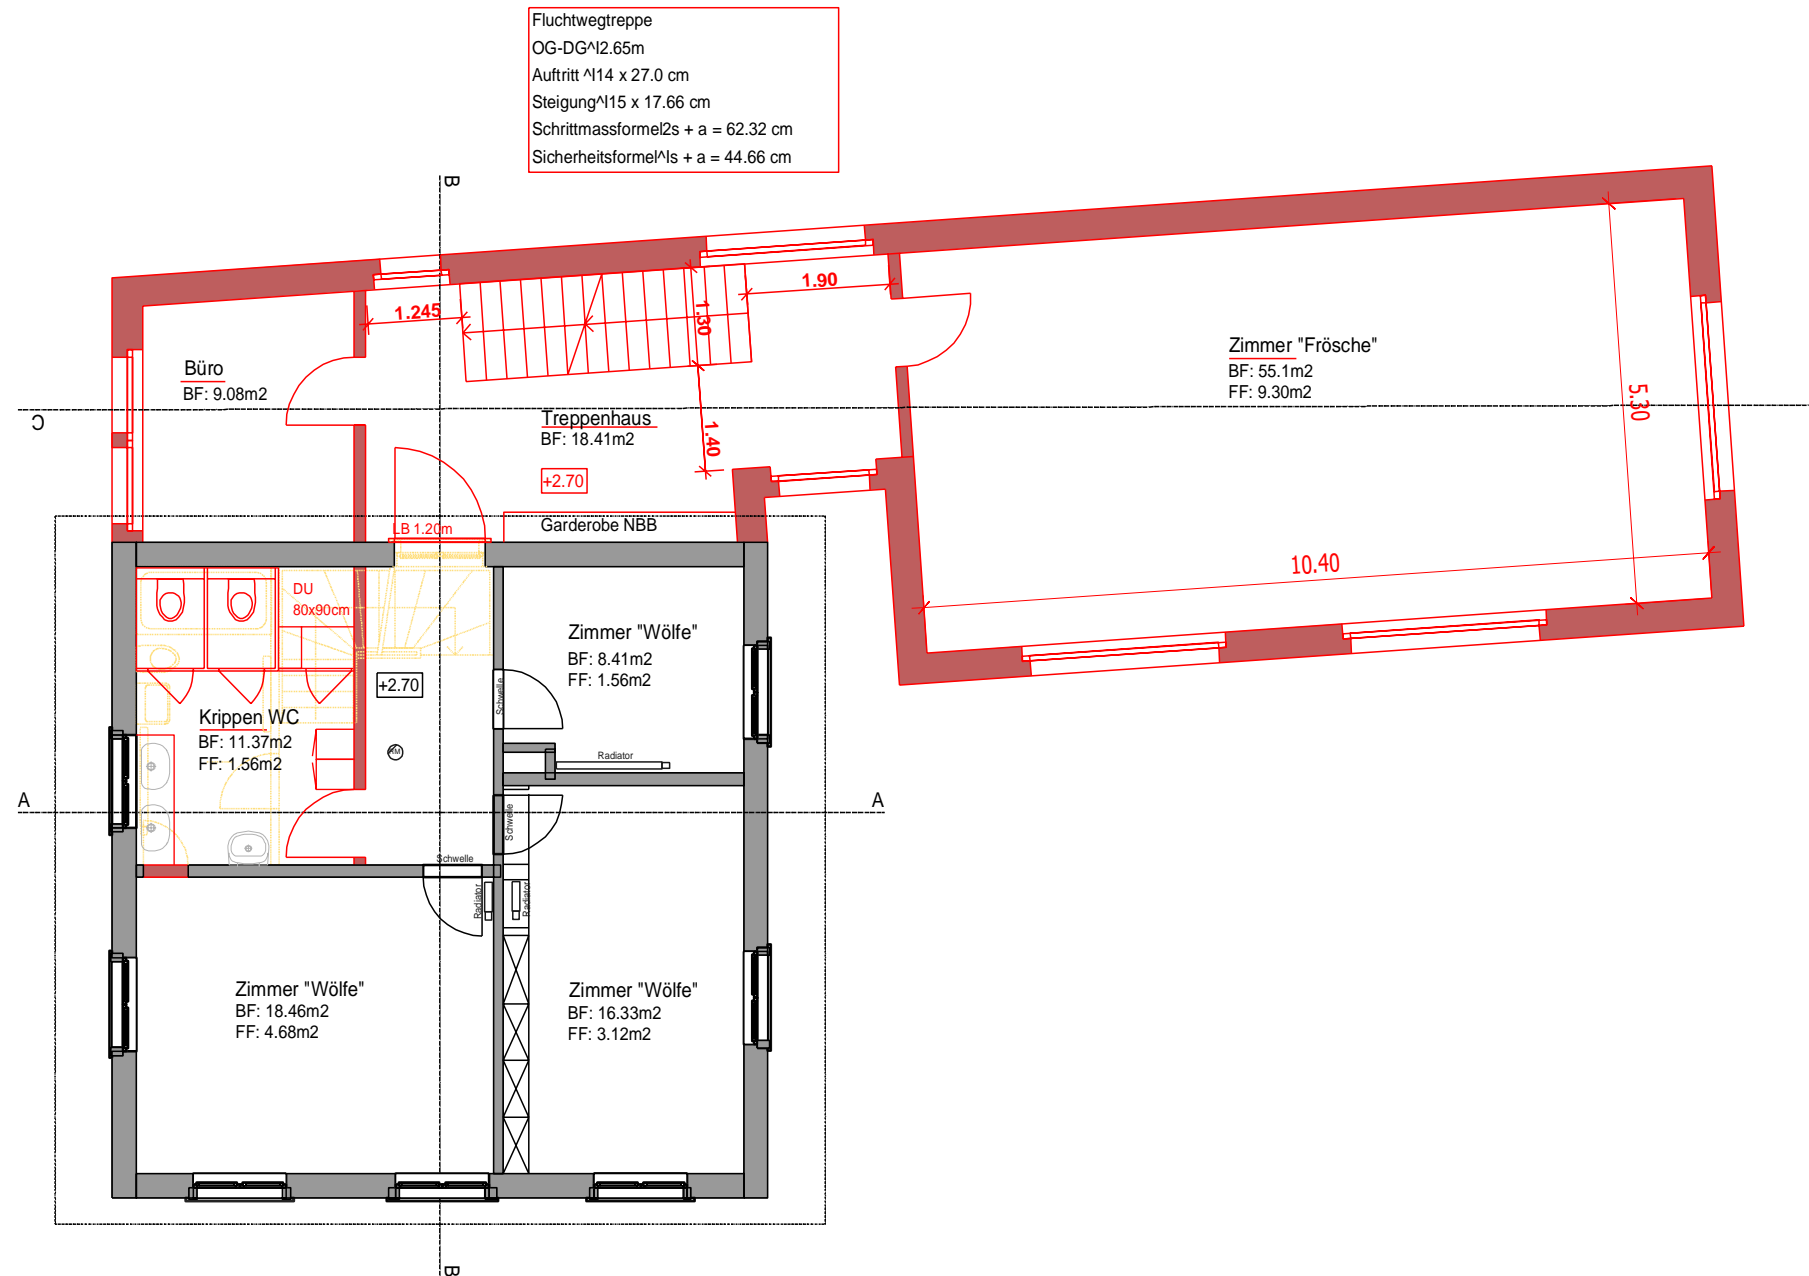 Fluchtwegtreppe
OG-DG^I2.65m
Auftritt ^I14 x 27.0 cm
Steigung^I15 x 17.66 cm
Schrittmassformel2s + a = 62.32 cm
Sicherheitsformel^Is + a = 44.66 cm
B
1.245
1.30
1.90
Büro
BF: 9.08m2
Zimmer "Frösche"
BF: 55.1m2
FF: 9.30m2
5.30
C
Treppenhaus
BF: 18.41m2
1.40
+2.70
LB 1.20m
Garderobe NBB
10.40
DU
80x90cm
Zimmer "Wölfe"
BF: 8.41m2
FF: 1.56m2
+2.70
Schwelle
Krippen WC
BF: 11.37m2
FF: 1.56m2
RM
Radiator
A
A
Schwelle
Schwelle
Radiator
Radiator
Zimmer "Wölfe"
BF: 18.46m2
FF: 4.68m2
Zimmer "Wölfe"
BF: 16.33m2
FF: 3.12m2
B